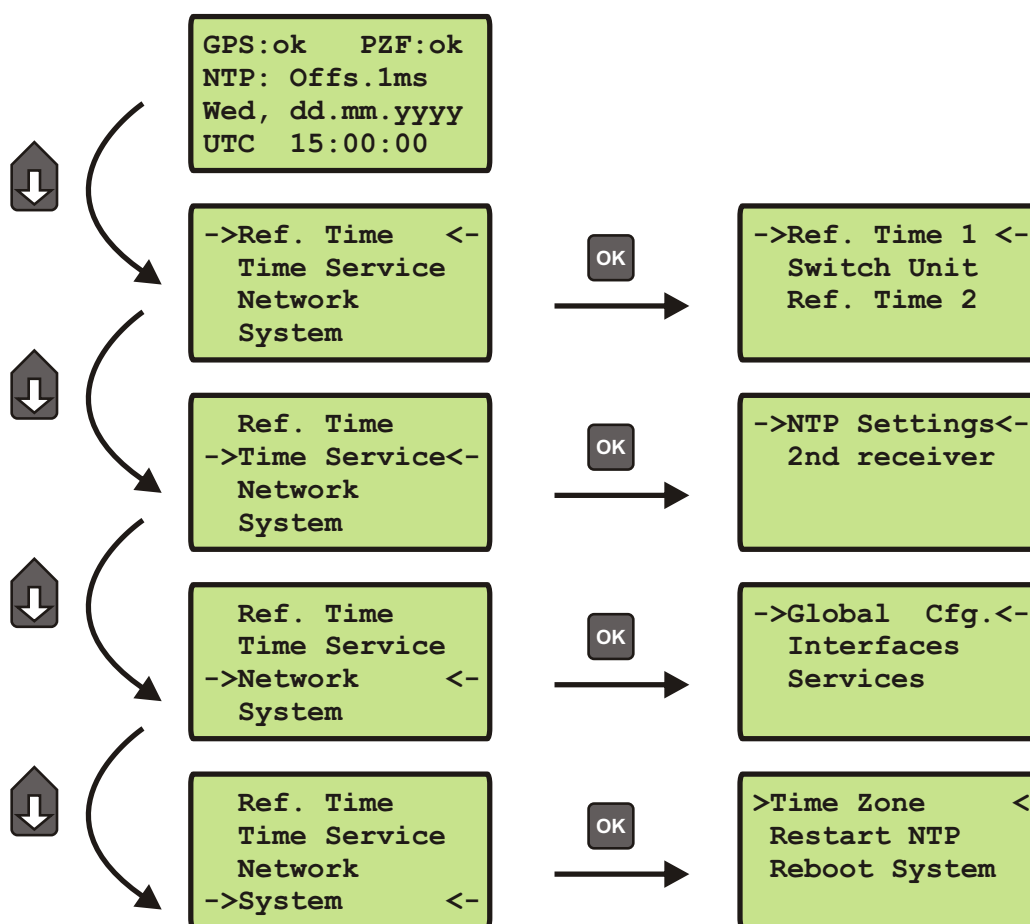 GPS:ok PZF:ok
NTP: Offs.1ms
Wed, dd.mm.yyyy
UTC 15:00:00
->Ref. Time <-
Time Service
Network
System
OK
->Ref. Time 1 <-
Switch Unit
Ref. Time 2
Ref. Time
->Time Service<-
Network
System
OK
->NTP Settings<-
2nd receiver
Ref. Time
Time Service
->Network <-
System
OK
->Global Cfg.<-
Interfaces
Services
Ref. Time
Time Service
Network
->System <-
OK
>Time Zone <
Restart NTP
Reboot System